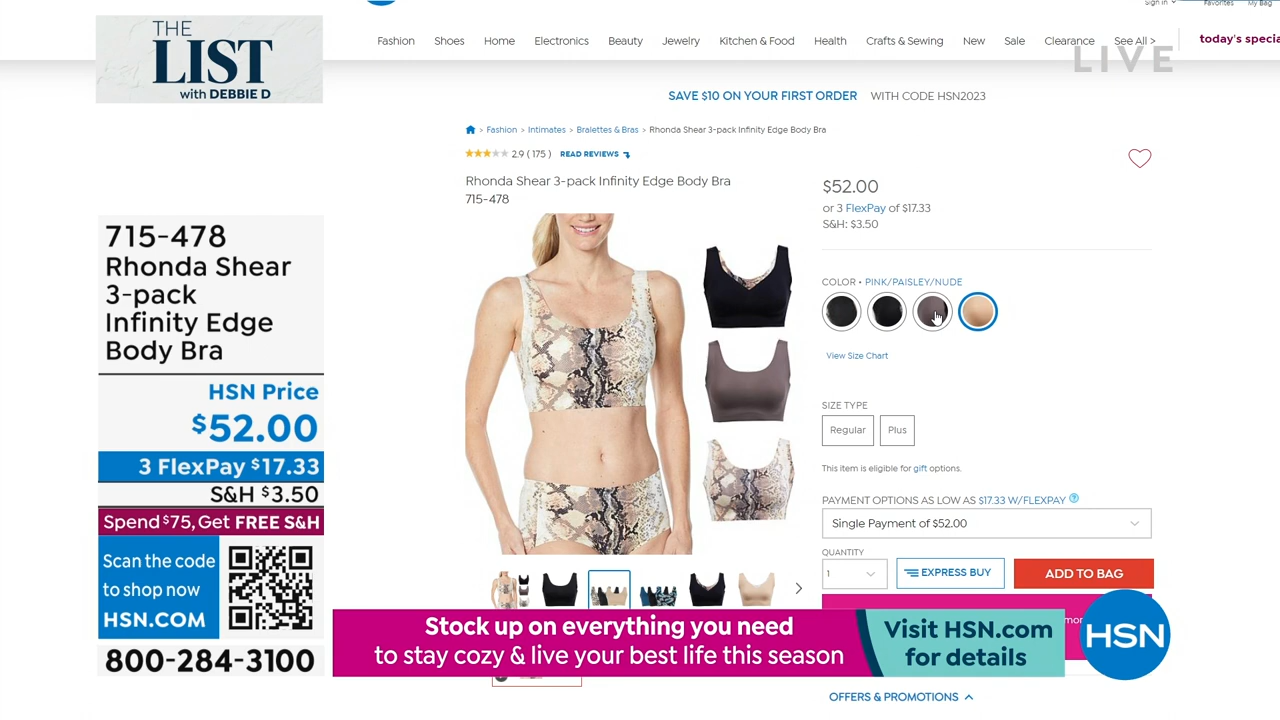 THE
LIST
with DEBBIE D
Sign in
Favorites
My Bag
Fashion
Shoes
Home
Electronics
Beauty
Jewelry
Kitchen & Food
Health
Crafts & Sewing
New
Sale
Clearance
See All >
today's
LIVE
SAVE $10 ON YOUR FIRST ORDER WITH CODE HSN2023
> Fashion > Intimates > Bralettes & Bras > Rhonda Shear 3-pack Infinity Edge Body Bra
2.9 ( 175 ) READ REVIEWS
Rhonda Shear 3-pack Infinity Edge Body Bra
715-478
$52.00
or 3 FlexPay of $17.33
S&H: $3.50
COLOR • PINK/PAISLEY/NUDE
View Size Chart
SIZE TYPE
Regular
Plus
This item is eligible for gift options.
PAYMENT OPTIONS AS LOW AS $17.33 W/FLEXPAY ?
Single Payment of $52.00
QUANTITY
1
EXPRESS BUY
ADD TO BAG
OFFERS & PROMOTIONS
715-478
Rhonda Shear
3-pack
Infinity Edge
Body Bra
HSN Price
$52.00
3 FlexPay $17.33
S&H $3.50
Spend $75, Get FREE S&H
Scan the code
to shop now
HSN.COM
800-284-3100
Stock up on everything you need
to stay cozy & live your best life this season
Visit HSN.com
for details
HSN